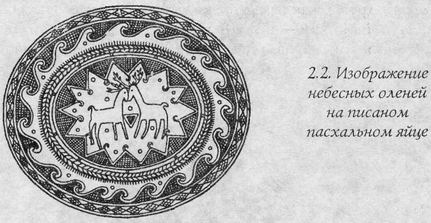 2.2. Изображение
небесных оленей
на писаном
пасхальном яйце